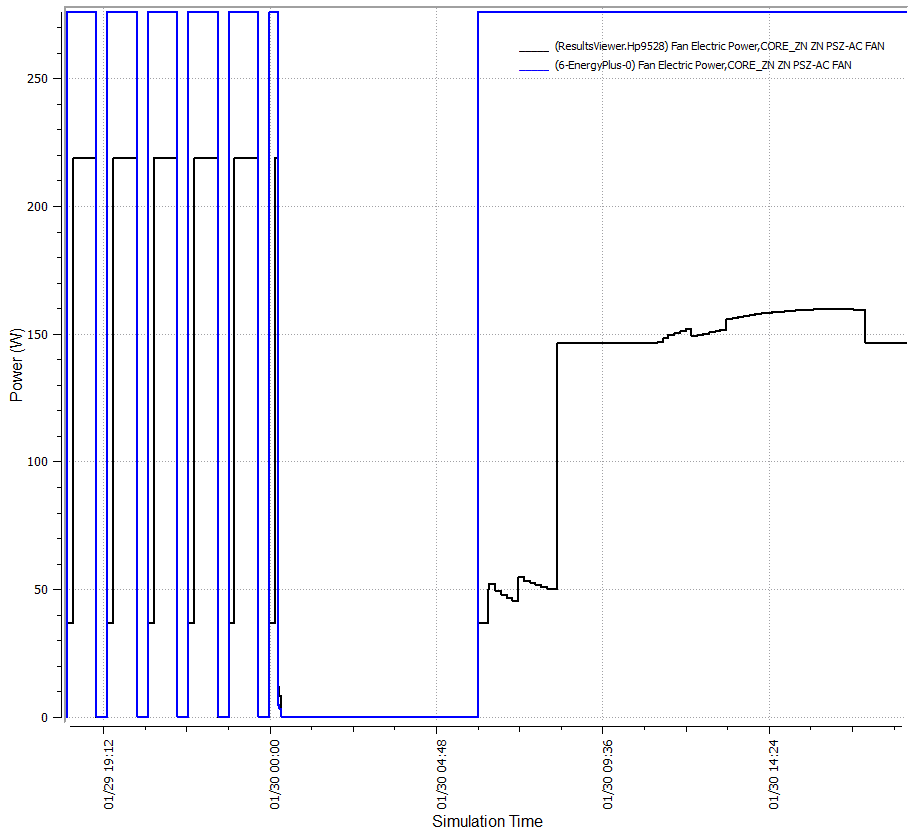 (ResultsViewer.Hp9528) Fan Electric Power,CORE_ZN ZN PSZ-AC FAN
(6-EnergyPlus-0) Fan Electric Power,CORE_ZN ZN PSZ-AC FAN
Power (W)
250
200
150
100
50
0
01/29 19:12
01/30 00:00
01/30 04:48
01/30 09:36
01/30 14:24
Simulation Time